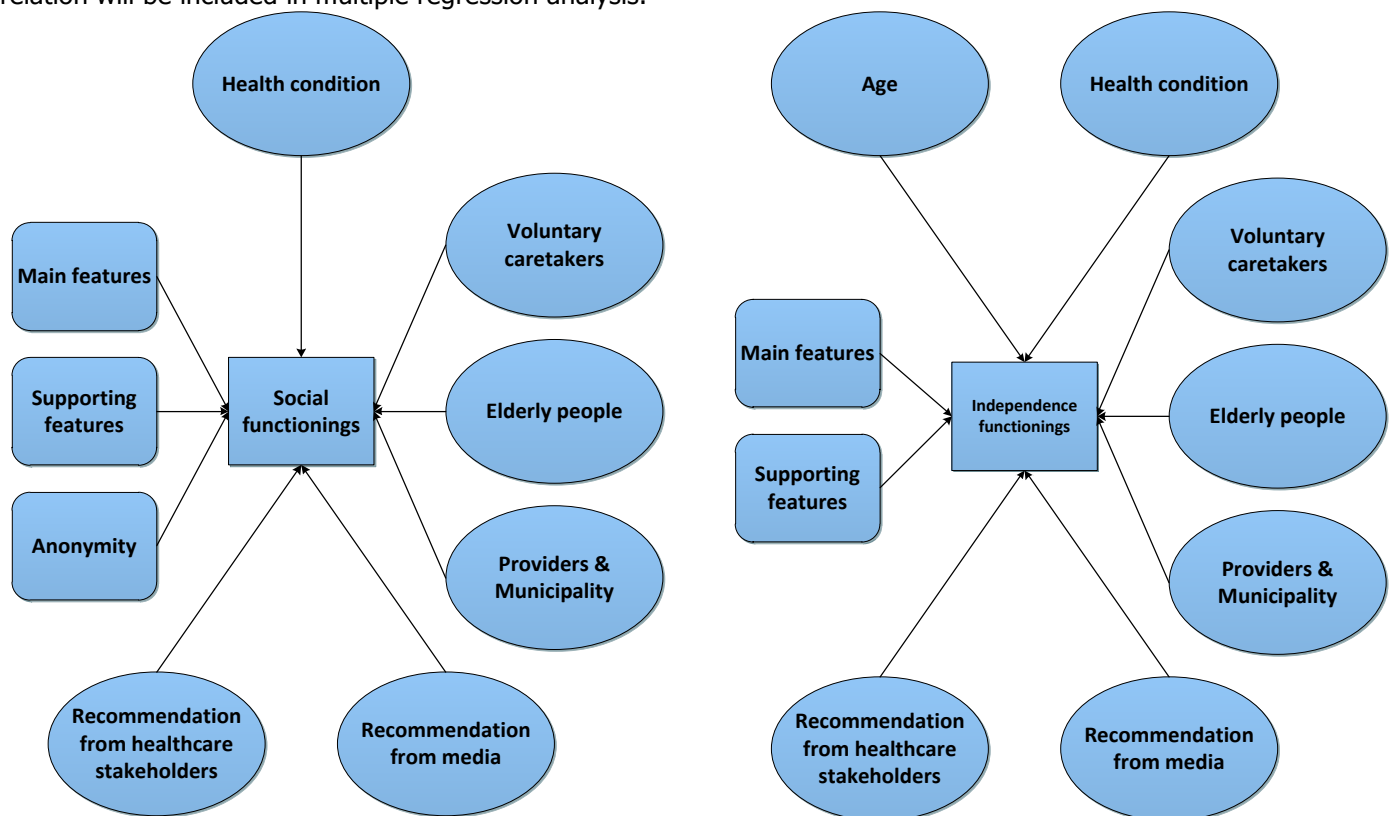 relation will be included in multiple regression analysis.
Health condition
Main features
Supporting
features
Anonymity
Social
functionings
Voluntary
caretakers
Elderly people
Providers &
Municipality
Recommendation
from healthcare
stakeholders
Recommendation
from media
Age
Health condition
Main features
Supporting
features
Independence
functionings
Voluntary
caretakers
Elderly people
Providers &
Municipality
Recommendation
from healthcare
stakeholders
Recommendation
from media